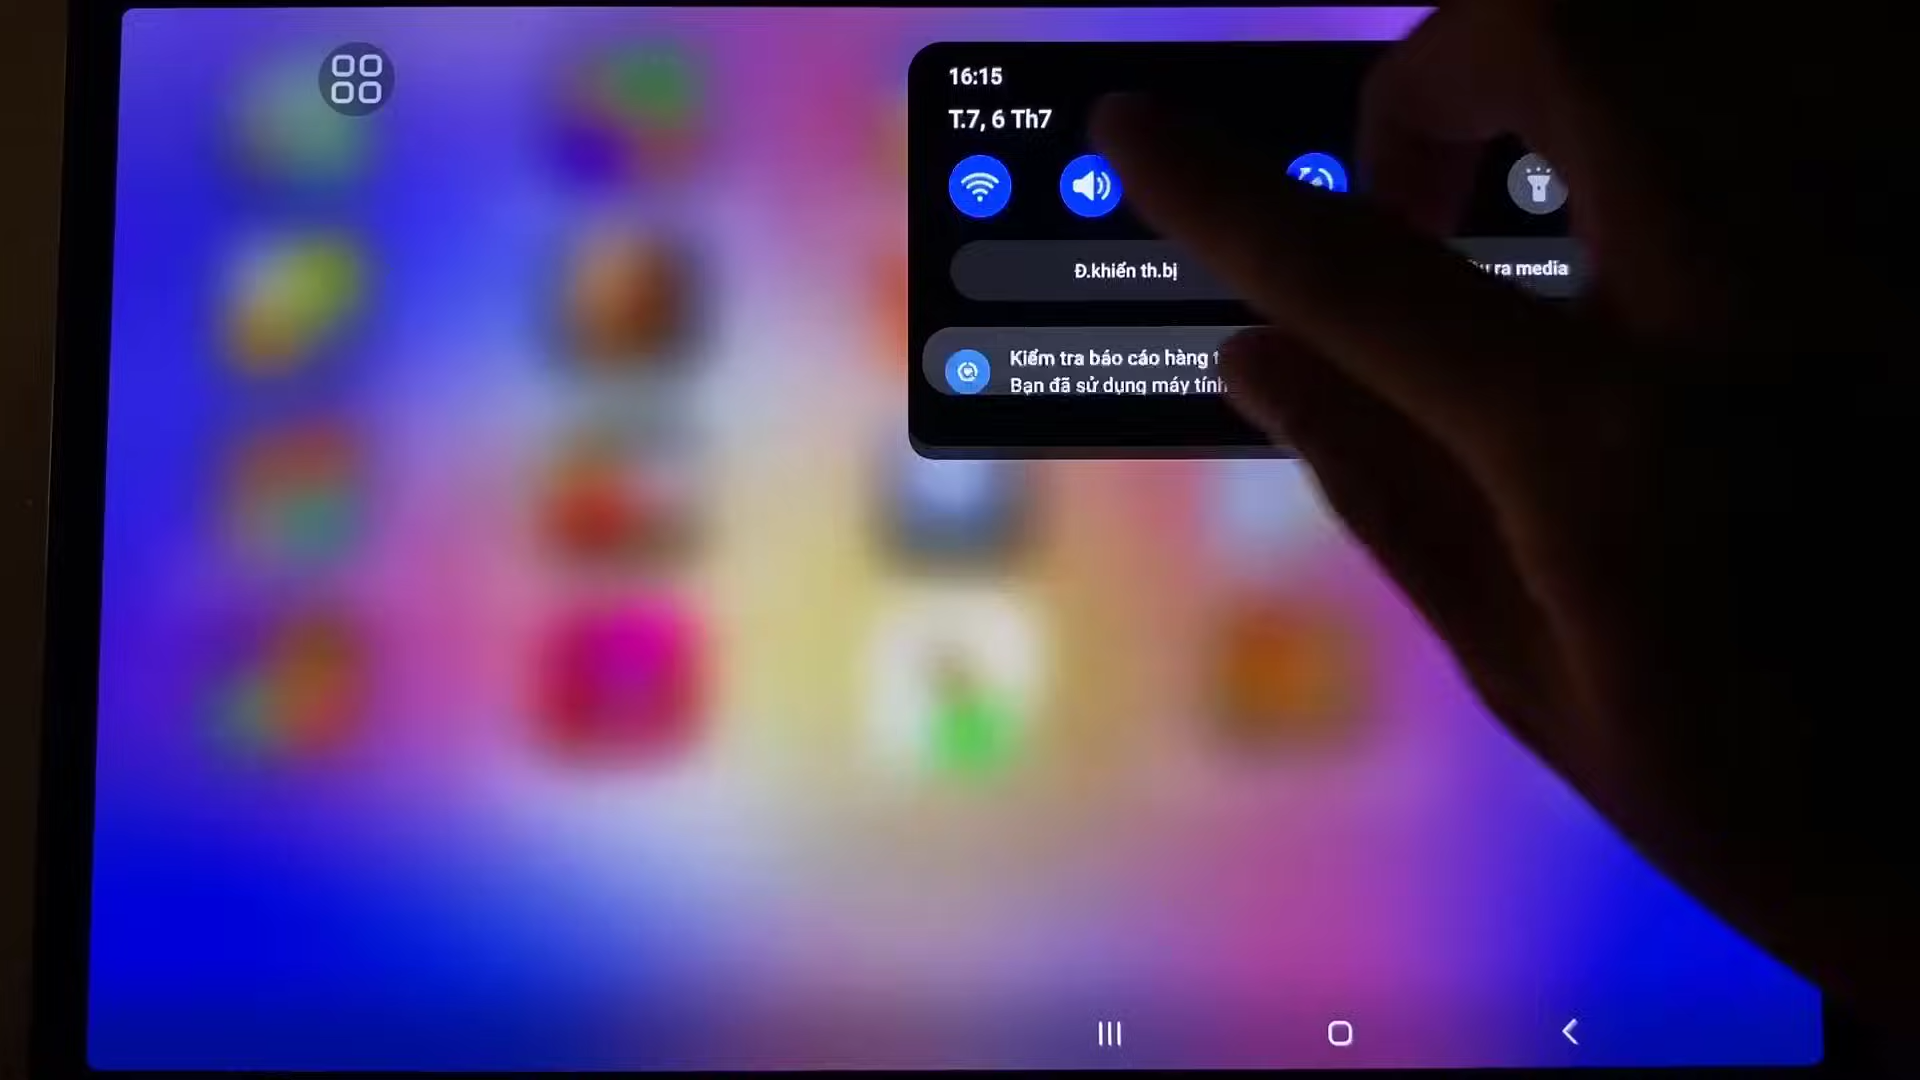 16:15
T.7, 6 Th7
Đ.khiển th.bị
ra media
Kiểm tra báo cáo hàng
Bạn đã sử dụng máy tính